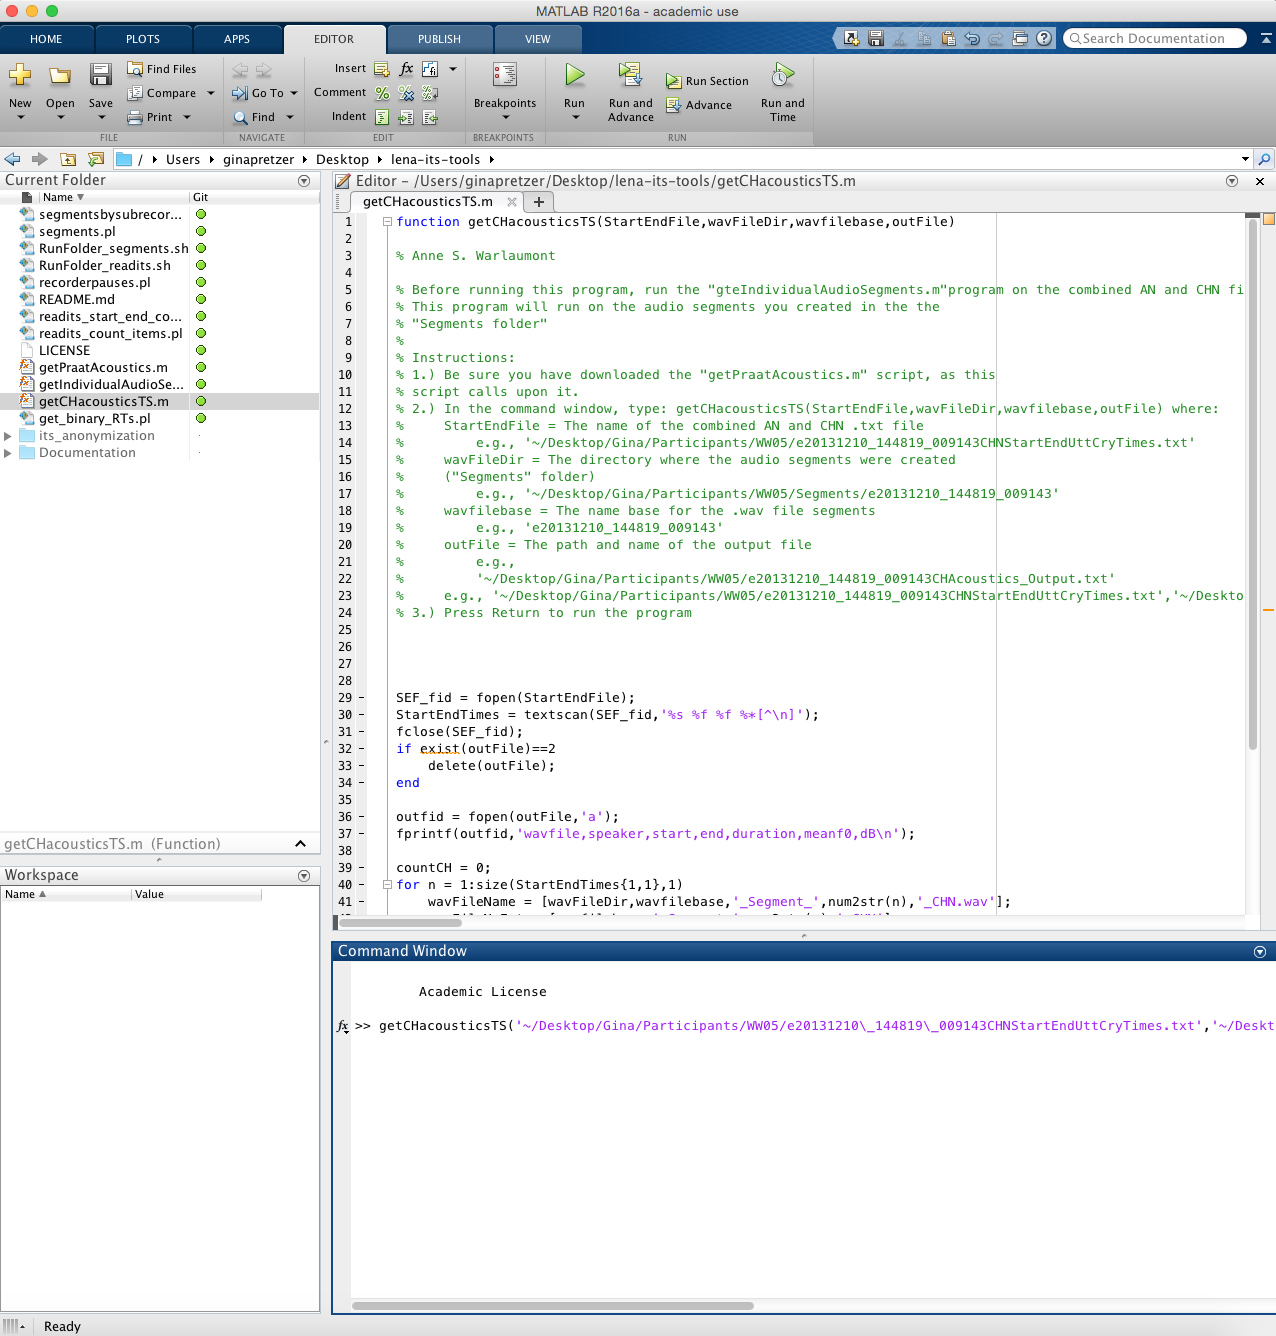 MATLAB R2016a - academic use
HOME PLOTS APPS EDITOR PUBLISH VIEW
Search Documentation
New Open Save
Find Files
Compare
Print
FILE
Go To
Find
NAVIGATE
Insert
Comment
Indent
EDIT
Breakpoints
BREAKPOINTS
Run
Run and Advance
Run Section
Advance
Run and Time
RUN
/ Users ginapretzer Desktop lena-its-tools
Current Folder
Name Git
segmentsbysubrecor...
segments.pl
RunFolder_segments.sh
RunFolder_readits.sh
recorderpauses.pl
README.md
readits_start_end_co...
readits_count_items.pl
LICENSE
getPraatAcoustics.m
getIndividualAudioSe...
getCHacousticsTS.m
get_binary_RTs.pl
its_anonymization
Documentation
getCHacousticsTS.m (Function)
Workspace
Name Value
Editor - /Users/ginapretzer/Desktop/lena-its-tools/getCHacousticsTS.m
getCHacousticsTS.m
1 function getCHacousticsTS(StartEndFile,wavFileDir,wavfilebase,outFile)
2
3 % Anne S. Warlaumont
4
5 % Before running this program, run the "gteIndividualAudioSegments.m"program on the combined AN and CHN fi
6 % This program will run on the audio segments you created in the the
7 % "Segments folder"
8 %
9 % Instructions:
10 % 1.) Be sure you have downloaded the "getPraatAcoustics.m" script, as this
11 % script calls upon it.
12 % 2.) In the command window, type: getCHacousticsTS(StartEndFile,wavFileDir,wavfilebase,outFile) where:
13 % StartEndFile = The name of the combined AN and CHN .txt file
14 % e.g., '~/Desktop/Gina/Participants/WW05/e20131210_144819_009143CHNStartEndUttCryTimes.txt'
15 % wavFileDir = The directory where the audio segments were created
16 % ("Segments" folder)
17 % e.g., '~/Desktop/Gina/Participants/WW05/Segments/e20131210_144819_009143'
18 % wavfilebase = The name base for the .wav file segments
19 % e.g., 'e20131210_144819_009143'
20 % outFile = The path and name of the output file
21 % e.g.,
22 % '~/Desktop/Gina/Participants/WW05/e20131210_144819_009143CHAcoustics_Output.txt'
23 % e.g., '~/Desktop/Gina/Participants/WW05/e20131210_144819_009143CHNStartEndUttCryTimes.txt','~/Deskto
24 % 3.) Press Return to run the program
25
26
27
28
29 SEF_fid = fopen(StartEndFile);
30 StartEndTimes = textscan(SEF_fid,'%s %f %f %*[^\n]');
31 fclose(SEF_fid);
32 if exist(outFile)==2
33 delete(outFile);
34 end
35
36 outfid = fopen(outFile,'a');
37 fprintf(outfid,'wavfile,speaker,start,end,duration,meanf0,dB\n');
38
39 countCH = 0;
40 for n = 1:size(StartEndTimes{1,1},1)
41 wavFileName = [wavFileDir,wavfilebase,'_Segment_',num2str(n),'_CHN.wav'];
Command Window
Academic License
fx >> getCHacousticsTS('~/Desktop/Gina/Participants/WW05/e20131210\_144819\_009143CHNStartEndUttCryTimes.txt','~/Deskt
Ready